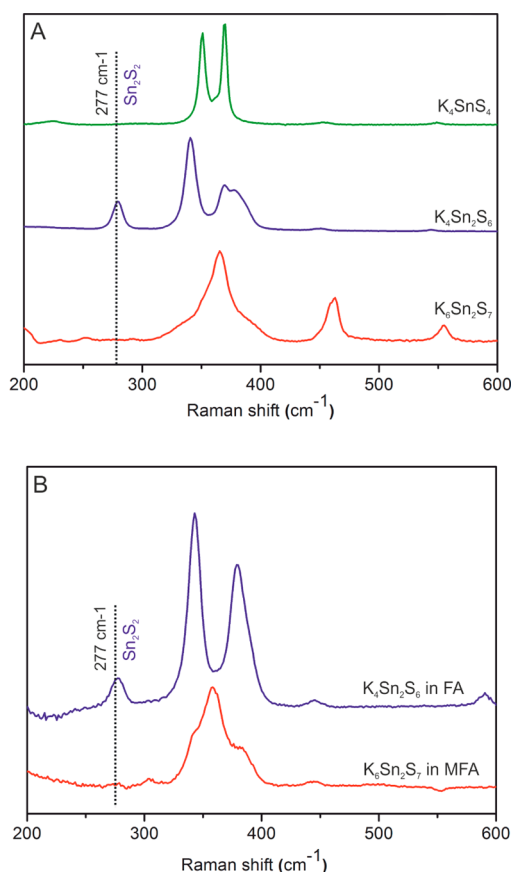 A
277 cm-1
Sn₂S₂
K₄SnS₄
K₄Sn₂S₆
K₆Sn₂S₇
200 300 400 500 600
Raman shift (cm⁻¹)
B
277 cm-1
Sn₂S₂
K₄Sn₂S₆ in FA
K₆Sn₂S₇ in MFA
200 300 400 500 600
Raman shift (cm⁻¹)